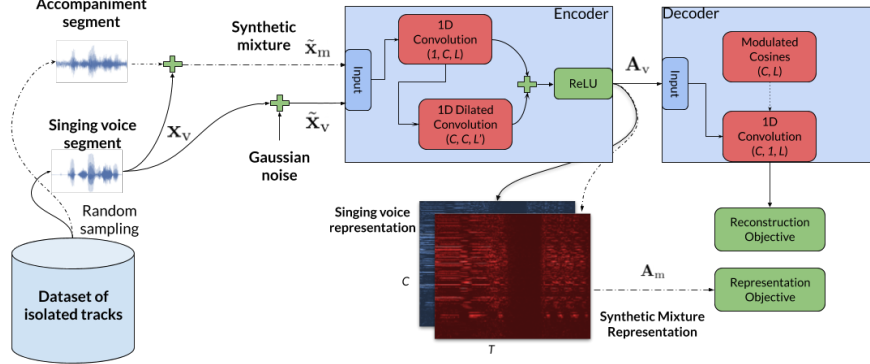 Accompaniment
segment
Synthetic
mixture
x̃ₘ
Singing voice
segment
xᵥ
x̃ᵥ
Gaussian
noise
Random
sampling
Dataset of
isolated tracks
Encoder
Input
1D
Convolution
(1, C, L)
1D Dilated
Convolution
(C, C, L')
ReLU
Aᵥ
Decoder
Input
Modulated
Cosines
(C, L)
1D
Convolution
(C, 1, L)
Reconstruction
Objective
Singing voice
representation
C
T
Aₘ
Representation
Objective
Synthetic Mixture
Representation